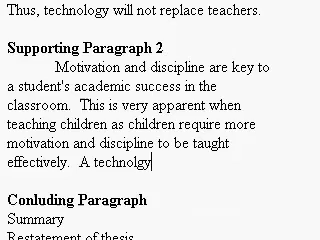 Thus, technology will not replace teachers.
Supporting Paragraph 2
Motivation and discipline are key to
a student's academic success in the
classroom. This is very apparent when
teaching children as children require more
motivation and discipline to be taught
effectively. A technolgy
Conluding Paragraph
Summary
Restatement of thesis